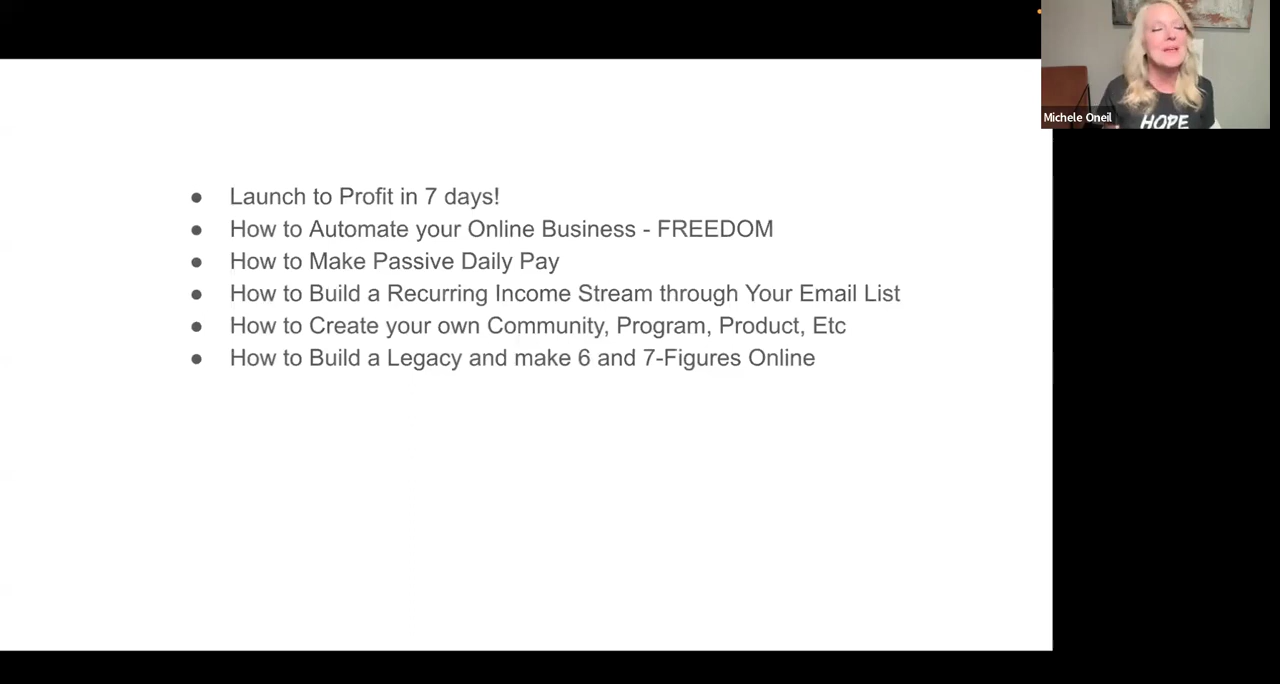 Michele Oneil
HOPE
● Launch to Profit in 7 days!
● How to Automate your Online Business - FREEDOM
● How to Make Passive Daily Pay
● How to Build a Recurring Income Stream through Your Email List
● How to Create your own Community, Program, Product, Etc
● How to Build a Legacy and make 6 and 7-Figures Online